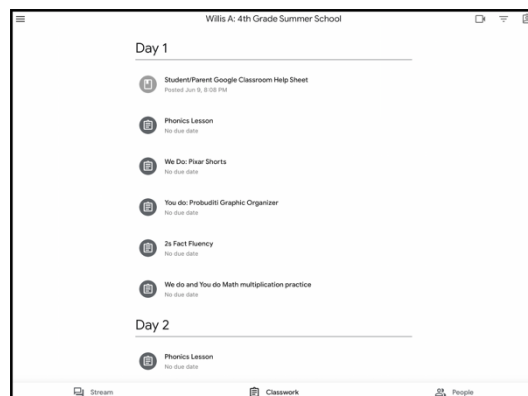 Willis A: 4th Grade Summer School
Day 1
Student/Parent Google Classroom Help Sheet
Posted Jun 9, 8:08 PM
Phonics Lesson
No due date
We Do: Pixar Shorts
No due date
You do: Probuditi Graphic Organizer
No due date
2s Fact Fluency
No due date
We do and You do Math multiplication practice
No due date
Day 2
Phonics Lesson
No due date
Stream
Classwork
People